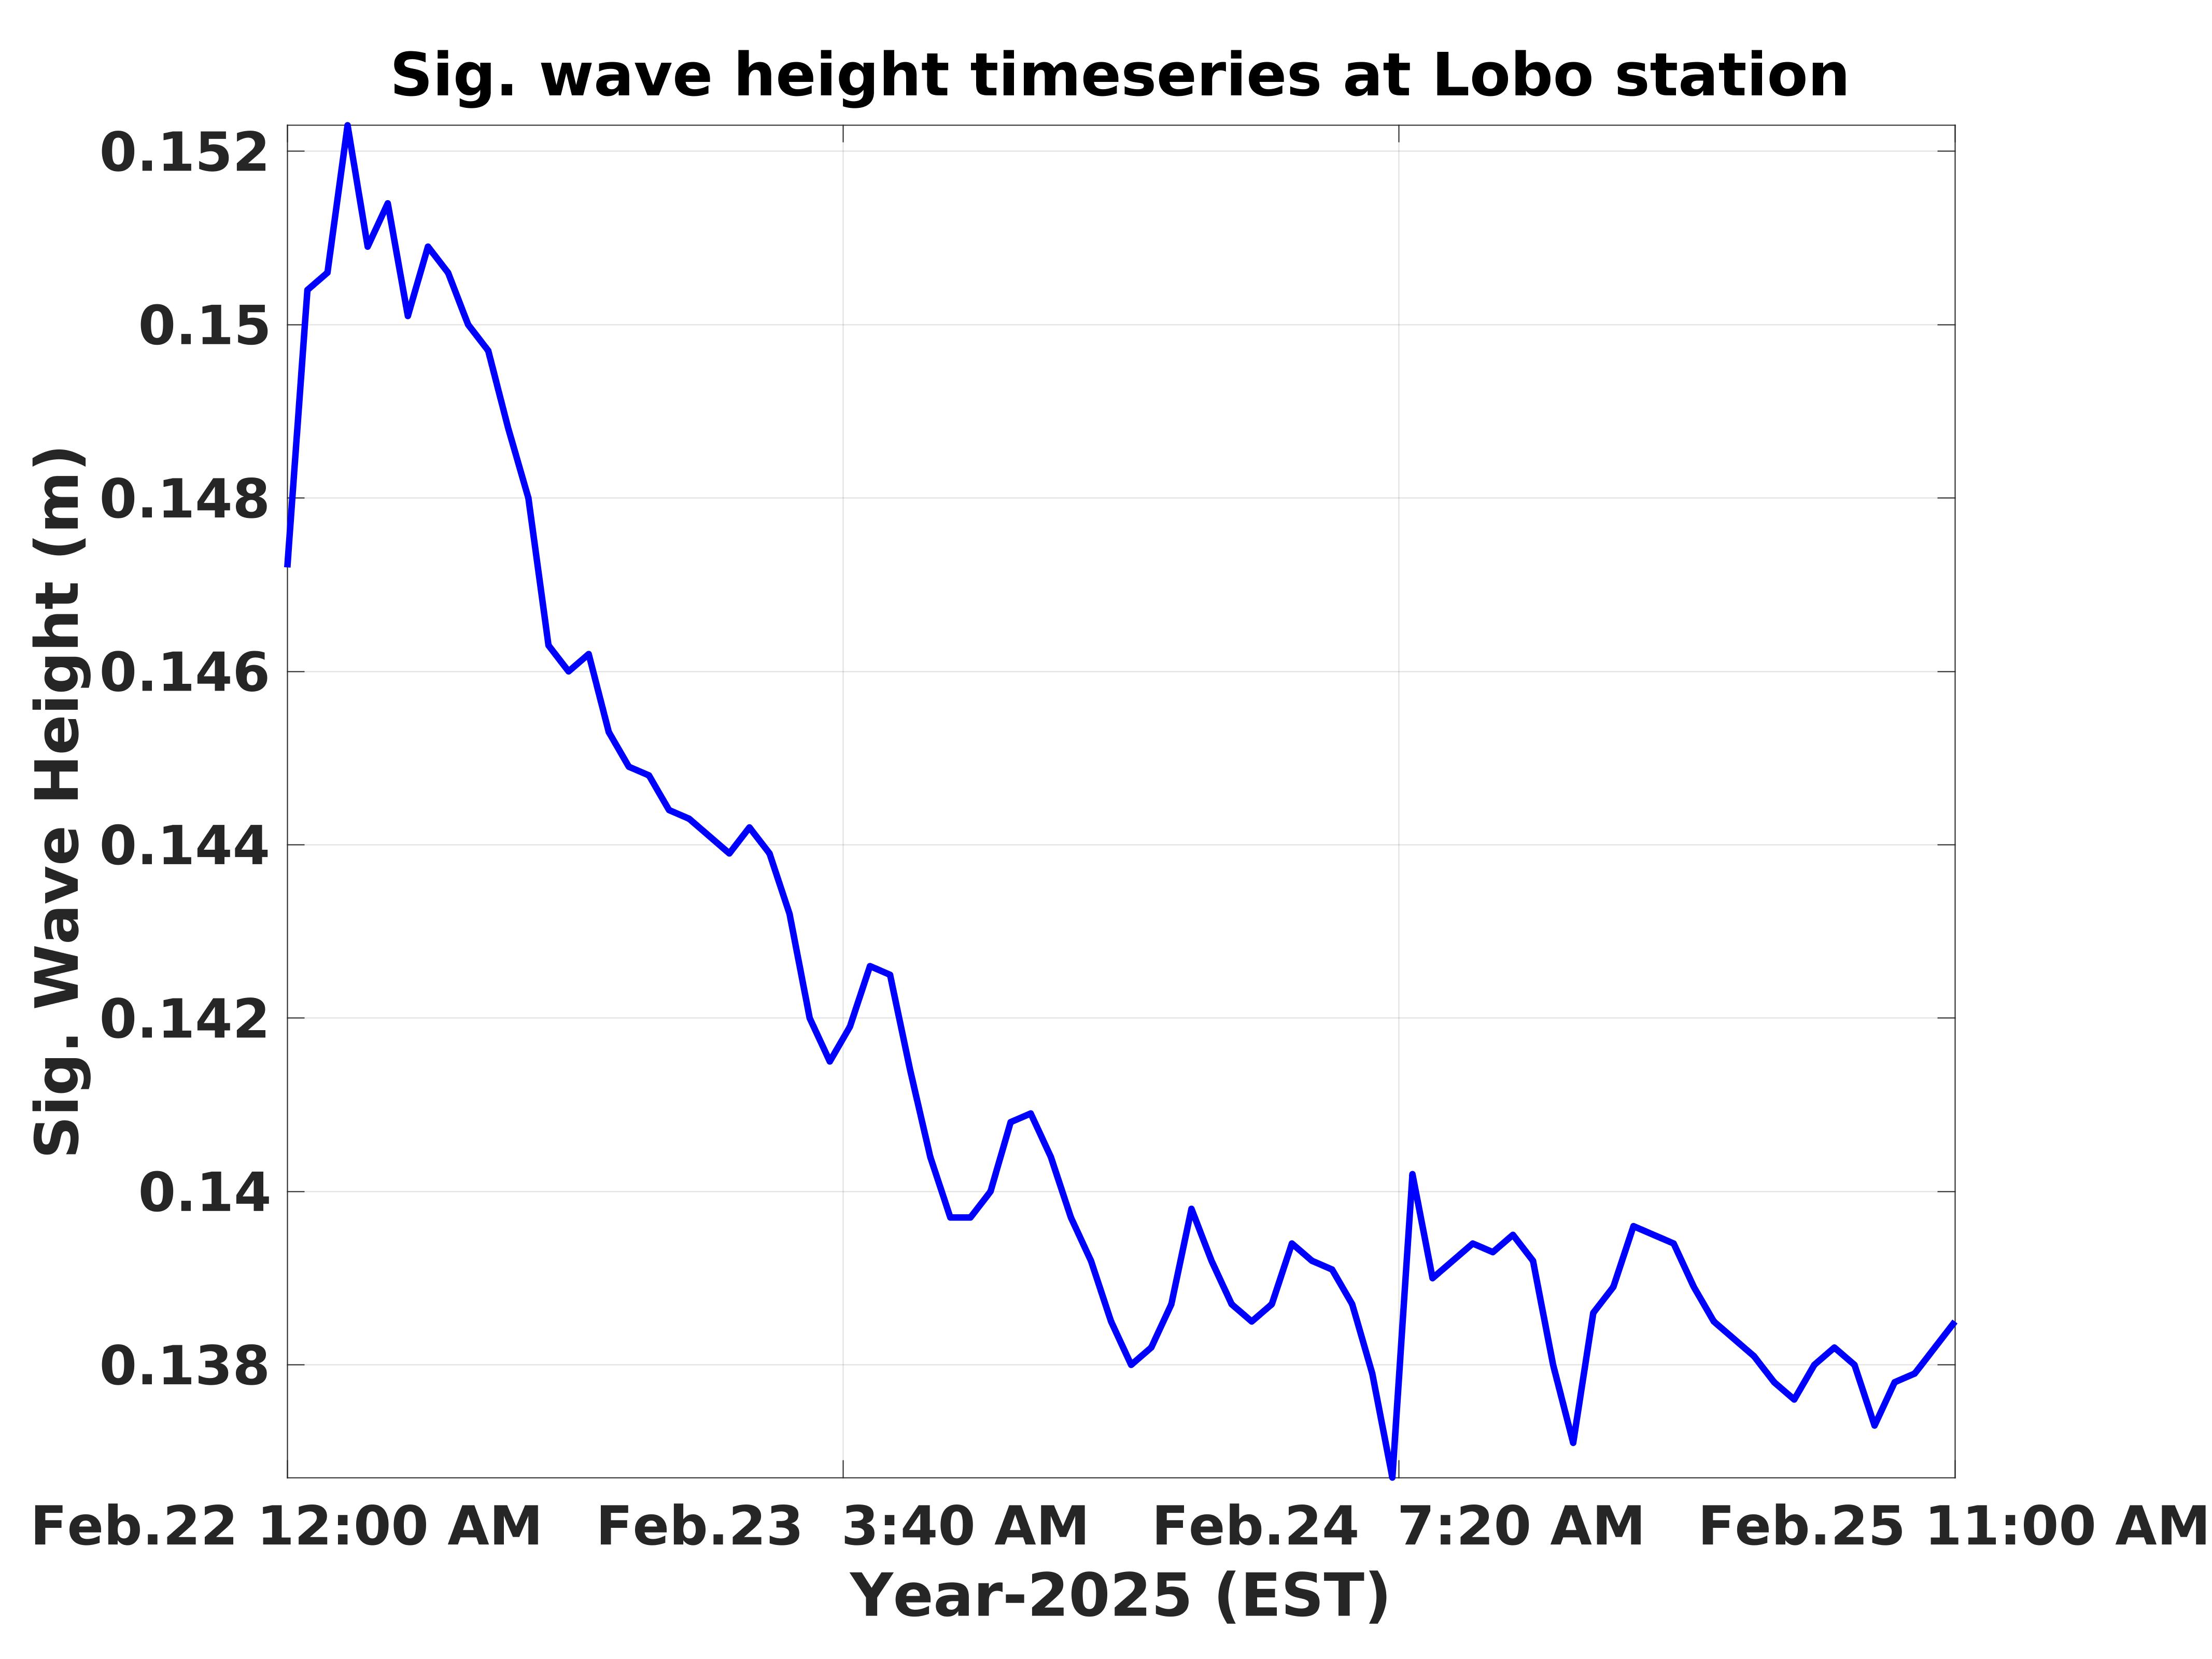 Sig. wave height timeseries at Lobo station
Sig. Wave Height (m)
0.152
0.15
0.148
0.146
0.144
0.142
0.14
0.138
Feb.22 12:00 AM Feb.23 3:40 AM Feb.24 7:20 AM Feb.25 11:00 AM
Year-2025 (EST)